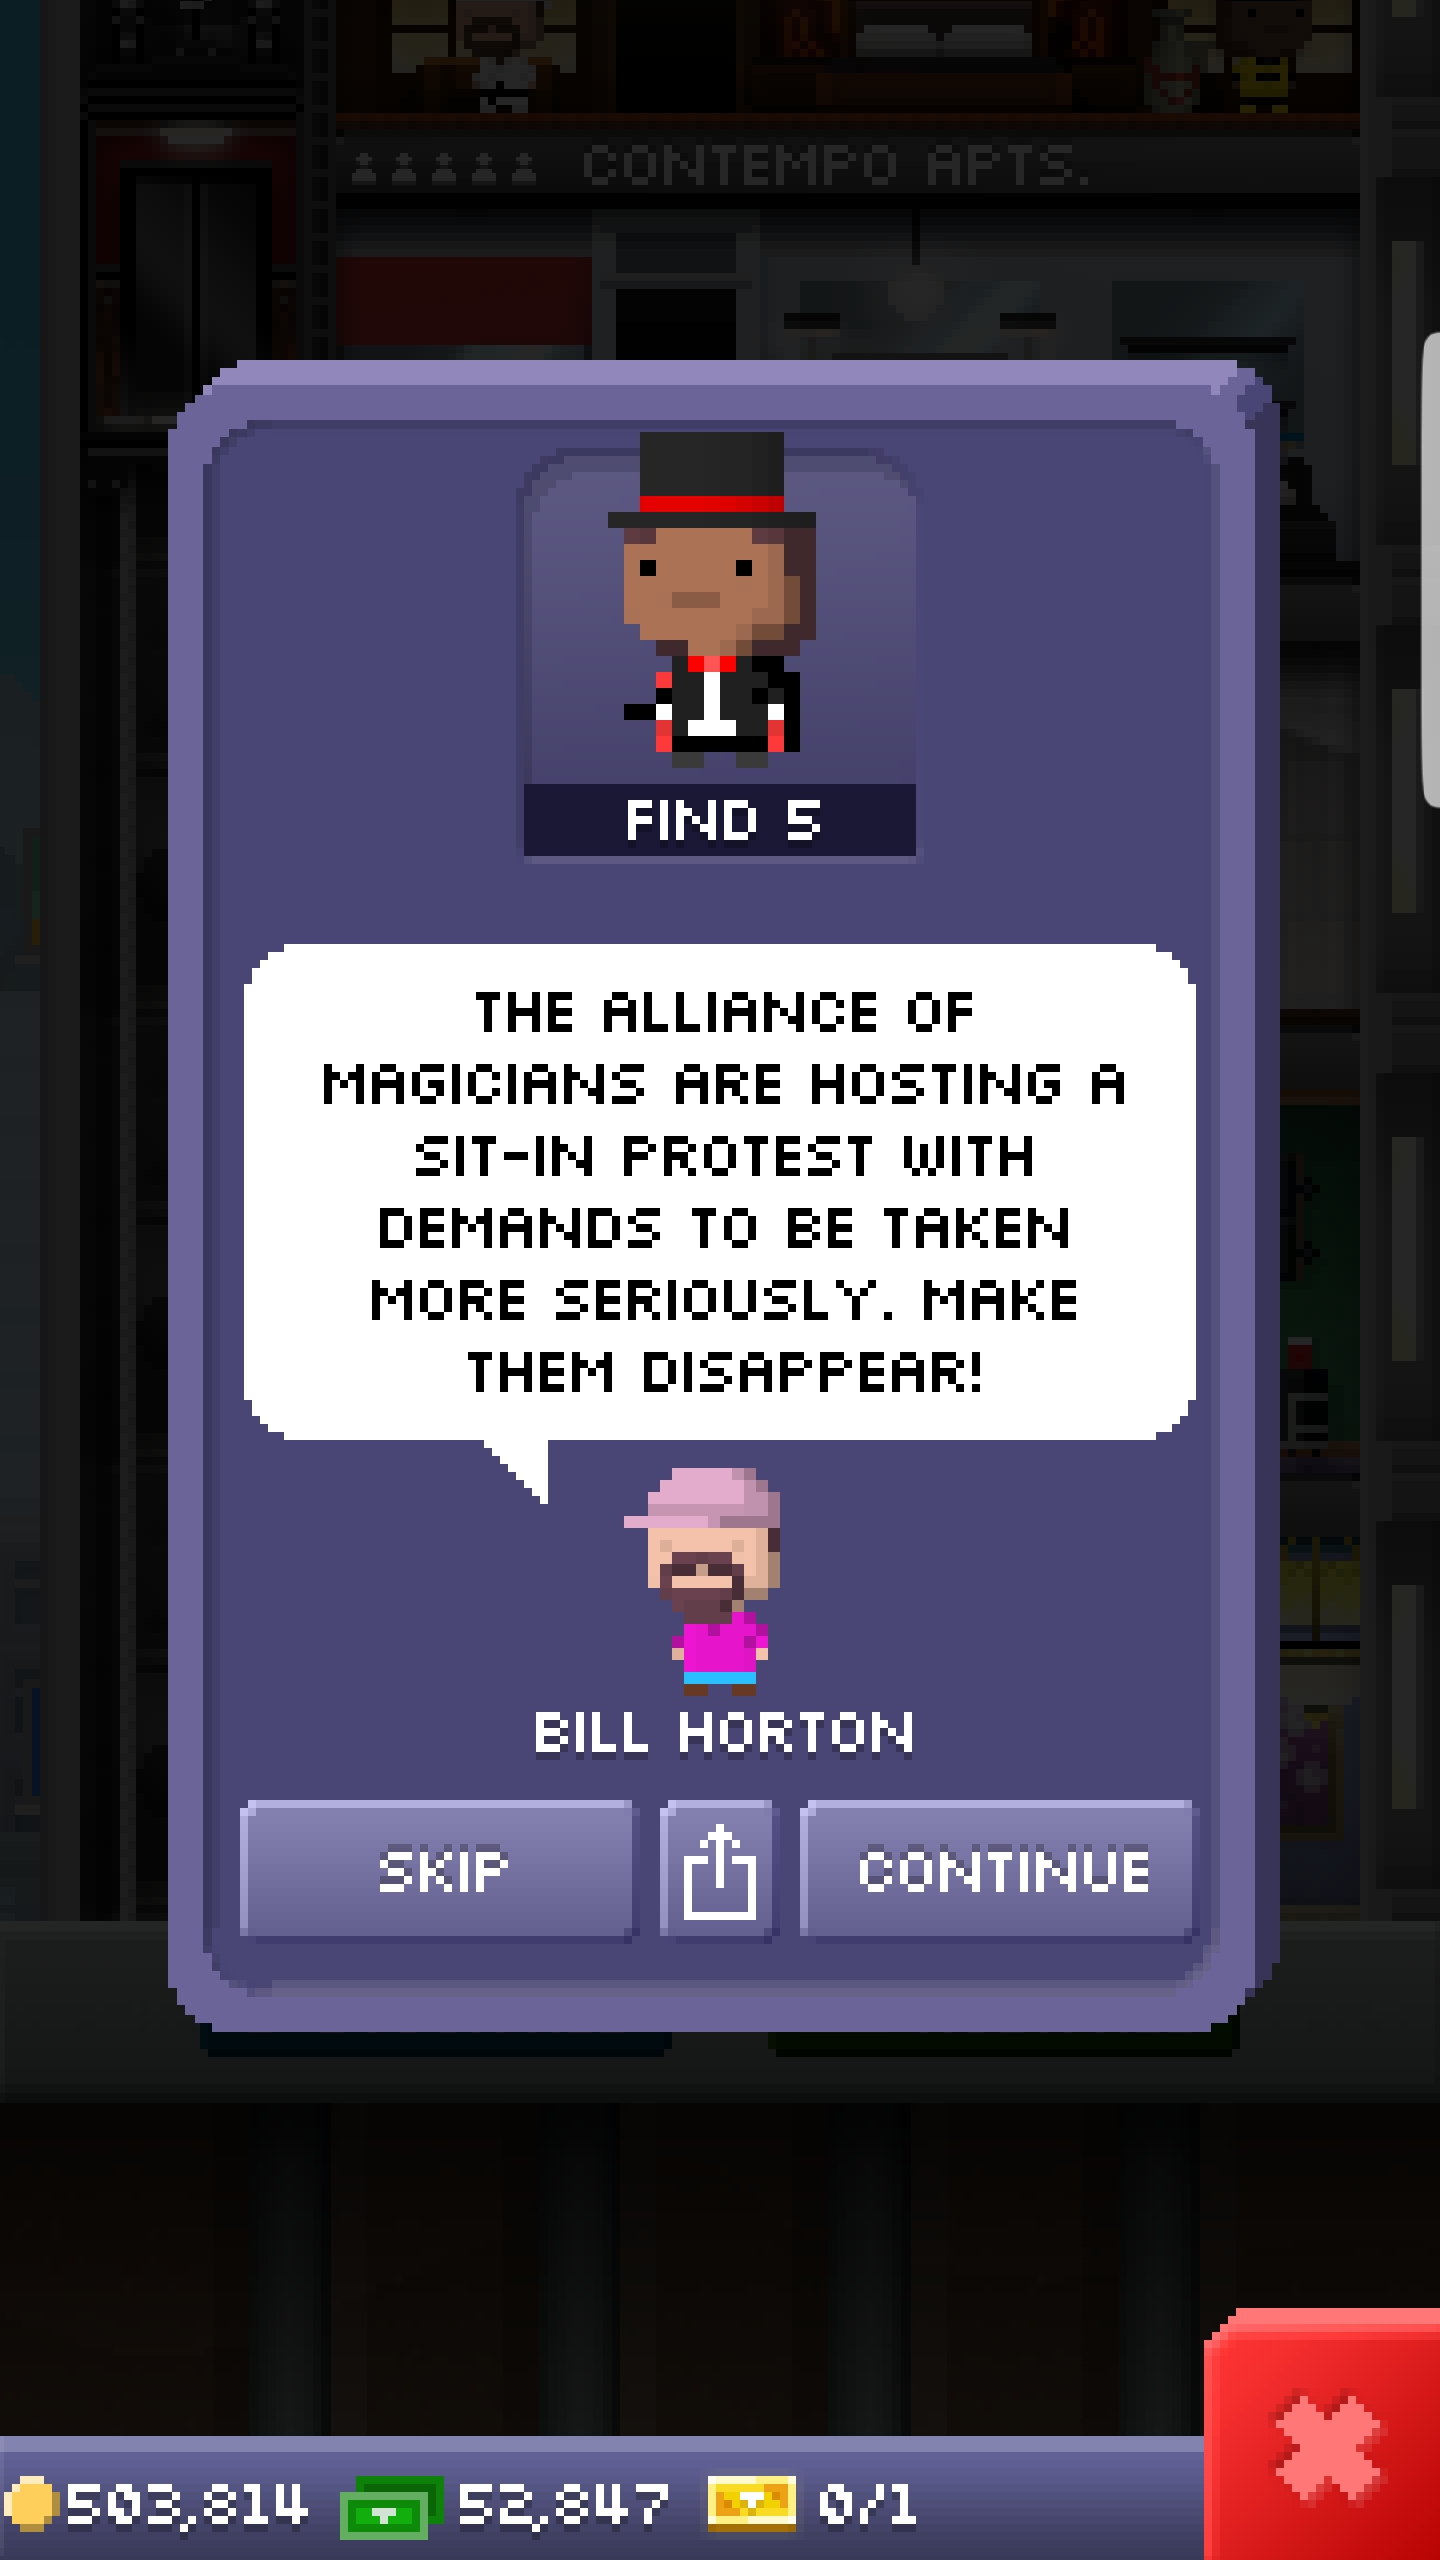 CONTEMPO APTS.
FIND 5
THE ALLIANCE OF
MAGICIANS ARE HOSTING A
SIT-IN PROTEST WITH
DEMANDS TO BE TAKEN
MORE SERIOUSLY. MAKE
THEM DISAPPEAR!
BILL HORTON
SKIP CONTINUE
503,814 52,847 0/1